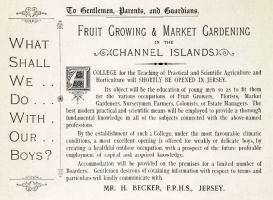 To Gentlemen, Parents, and Guardians.
WHAT
SHALL
WE . .
DO . . .
WITH .
OUR . .
BOYS?
FRUIT GROWING & MARKET GARDENING
IN THE
CHANNEL ISLANDS.
A COLLEGE for the Teaching of Practical and Scientific Agriculture and
Horticulture will SHORTLY BE OPENED IN JERSEY.
Its object will be the education of young men so as to fit them
for the various occupations of Fruit Growers, Florists, Market
Gardeners, Nurserymen, Farmers, Colonists, or Estate Managers. The
best modern practical and scientific means will be employed to provide a thorough
fundamental knowledge in all of the subjects connected with the above-named
professions.
By the establishment of such a College, under the most favourable climatic
conditions, a most excellent opening is offered for weakly or delicate boys, by
creating a healthful outdoor occupation, with a prospect of the future profitable
employment of capital and acquired knowledge.
Accommodation will be provided on the premises for a limited number of
Boarders. Gentlemen desirous of obtaining information with respect to terms and
particulars will kindly communicate with
MR. H. BECKER, F.R.H.S., JERSEY.